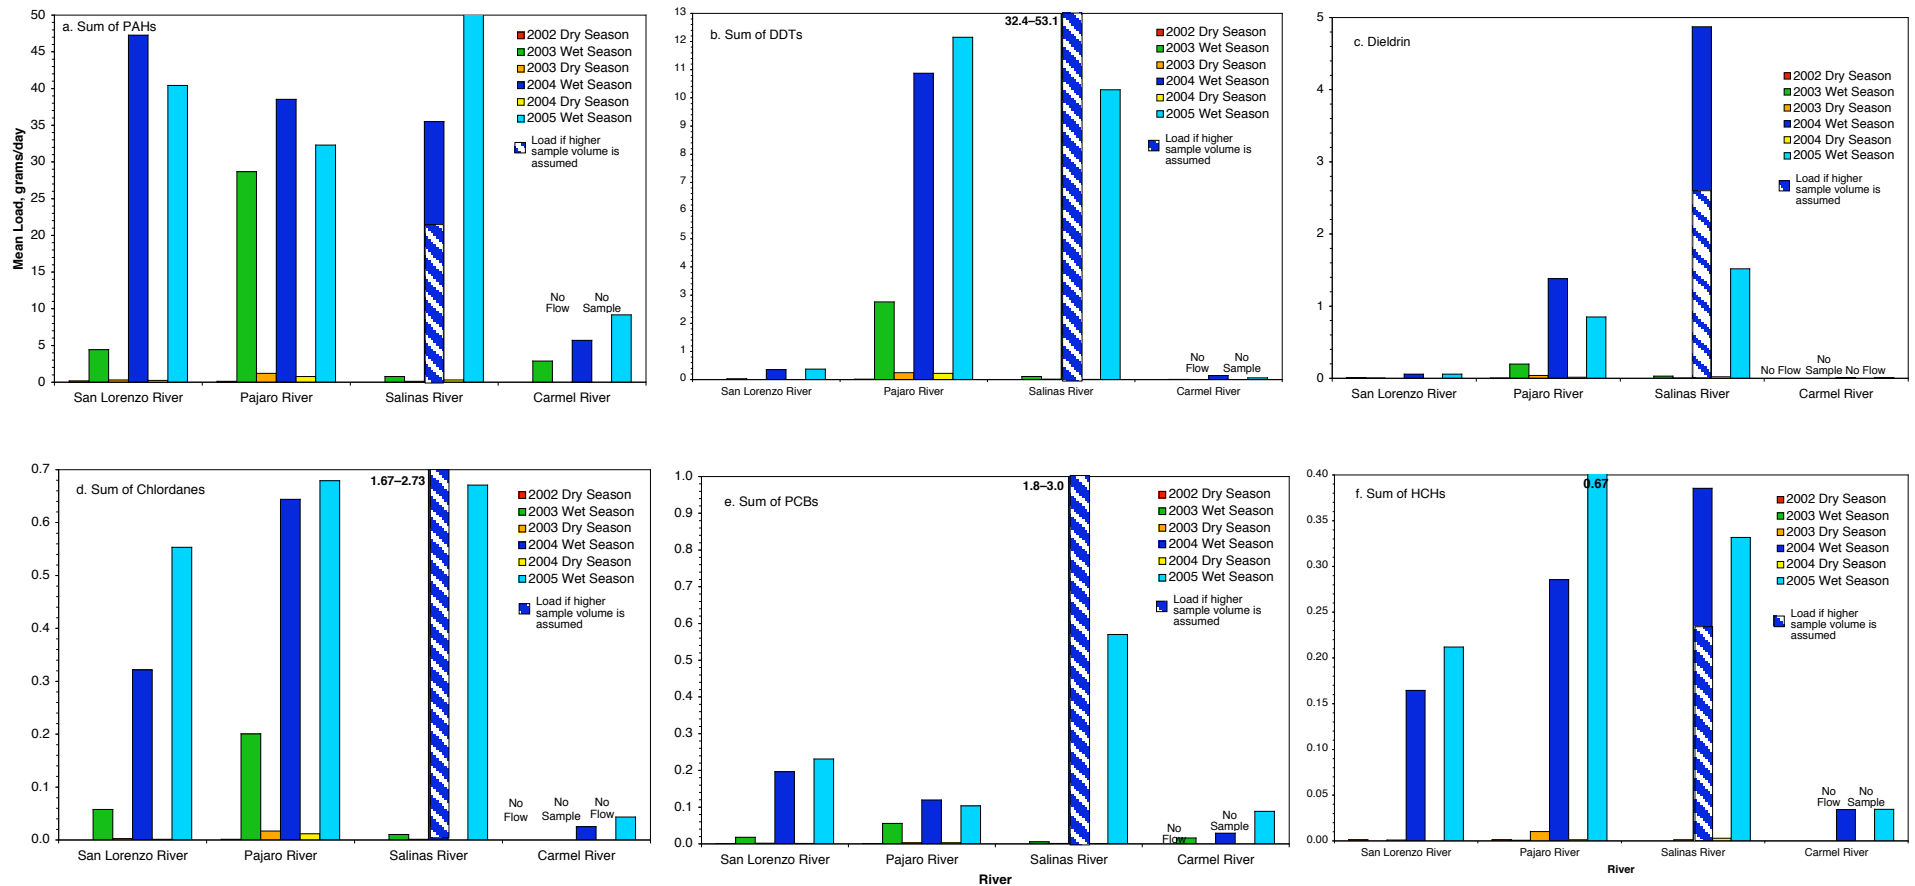 a. Sum of PAHs
50
45
40
35
30
25
20
15
10
5
0
Mean Load, grams/day
2002 Dry Season
2003 Wet Season
2003 Dry Season
2004 Wet Season
2004 Dry Season
2005 Wet Season
Load if higher
sample volume is
assumed
No
Flow
No
Sample
San Lorenzo River
Pajaro River
Salinas River
Carmel River
b. Sum of DDTs
13
12
11
10
9
8
7
6
5
4
3
2
1
0
32.4–53.1
2002 Dry Season
2003 Wet Season
2003 Dry Season
2004 Wet Season
2004 Dry Season
2005 Wet Season
Load if higher
sample volume is
assumed
No
Flow
No
Sample
San Lorenzo River
Pajaro River
Salinas River
Carmel River
c. Dieldrin
5
4
3
2
1
0
2002 Dry Season
2003 Wet Season
2003 Dry Season
2004 Wet Season
2004 Dry Season
2005 Wet Season
Load if higher
sample volume is
assumed
No
No Flow Sample No Flow
San Lorenzo River
Pajaro River
Salinas River
Carmel River
d. Sum of Chlordanes
0.7
0.6
0.5
0.4
0.3
0.2
0.1
0.0
1.67–2.73
2002 Dry Season
2003 Wet Season
2003 Dry Season
2004 Wet Season
2004 Dry Season
2005 Wet Season
Load if higher
sample volume is
assumed
No
Flow
No
Sample
No
Flow
San Lorenzo River
Pajaro River
Salinas River
Carmel River
e. Sum of PCBs
1.0
0.9
0.8
0.7
0.6
0.5
0.4
0.3
0.2
0.1
0.0
1.8–3.0
2002 Dry Season
2003 Wet Season
2003 Dry Season
2004 Wet Season
2004 Dry Season
2005 Wet Season
Load if higher
sample volume is
assumed
No
Flow
No
Sample
San Lorenzo River
Pajaro River
Salinas River
Carmel River
River
f. Sum of HCHs
0.40
0.35
0.30
0.25
0.20
0.15
0.10
0.05
0.00
0.67
2002 Dry Season
2003 Wet Season
2003 Dry Season
2004 Wet Season
2004 Dry Season
2005 Wet Season
Load if higher
sample volume is
assumed
No
Flow
No
Sample
San Lorenzo River
Pajaro River
Salinas River
Carmel River
River